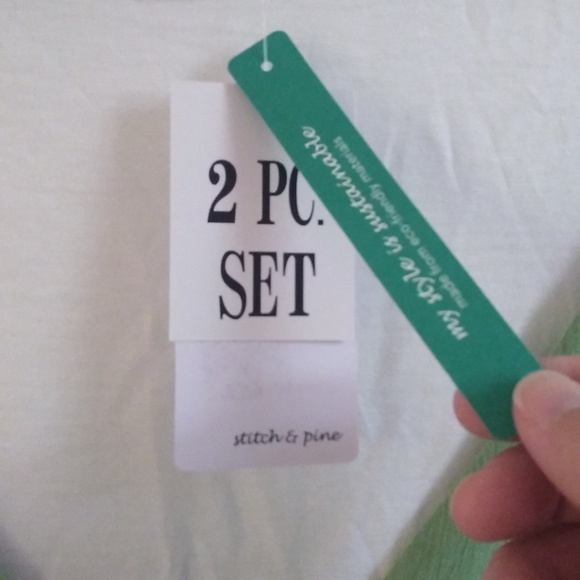 2 PC.
SET
stitch & pine
my style is sustainable
made from eco-friendly materials